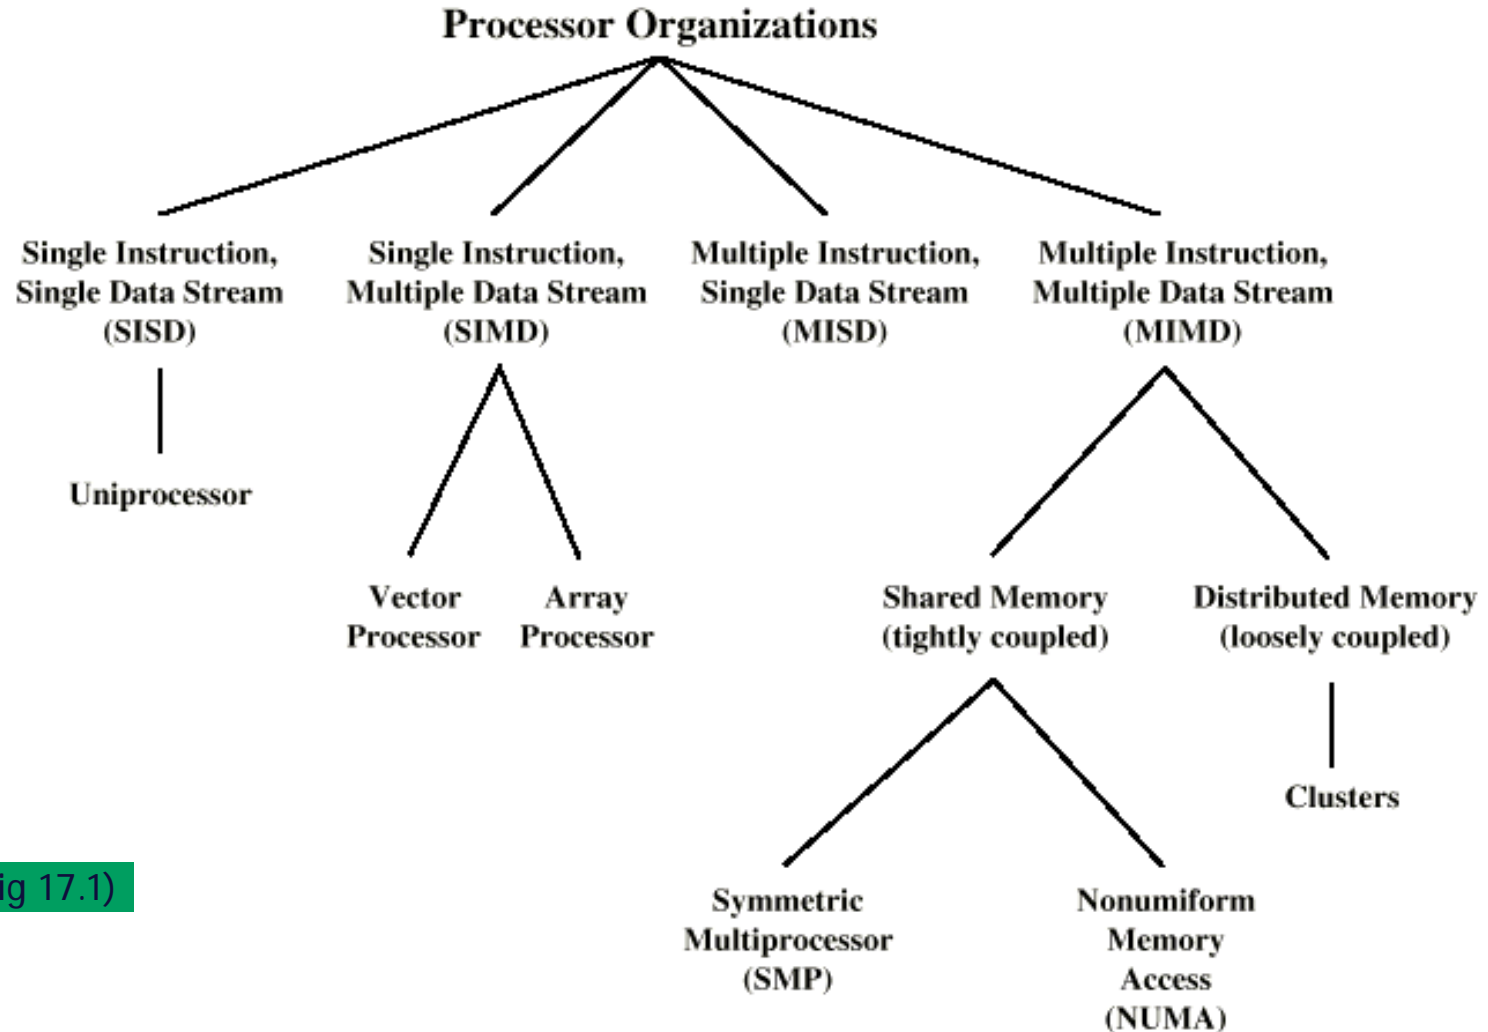 Processor Organizations
Single Instruction,
Single Data Stream
(SISD)
Single Instruction,
Multiple Data Stream
(SIMD)
Multiple Instruction,
Single Data Stream
(MISD)
Multiple Instruction,
Multiple Data Stream
(MIMD)
Uniprocessor
Vector
Processor
Array
Processor
Shared Memory
(tightly coupled)
Distributed Memory
(loosely coupled)
Clusters
ig 17.1)
Symmetric
Multiprocessor
(SMP)
Nonumiform
Memory
Access
(NUMA)